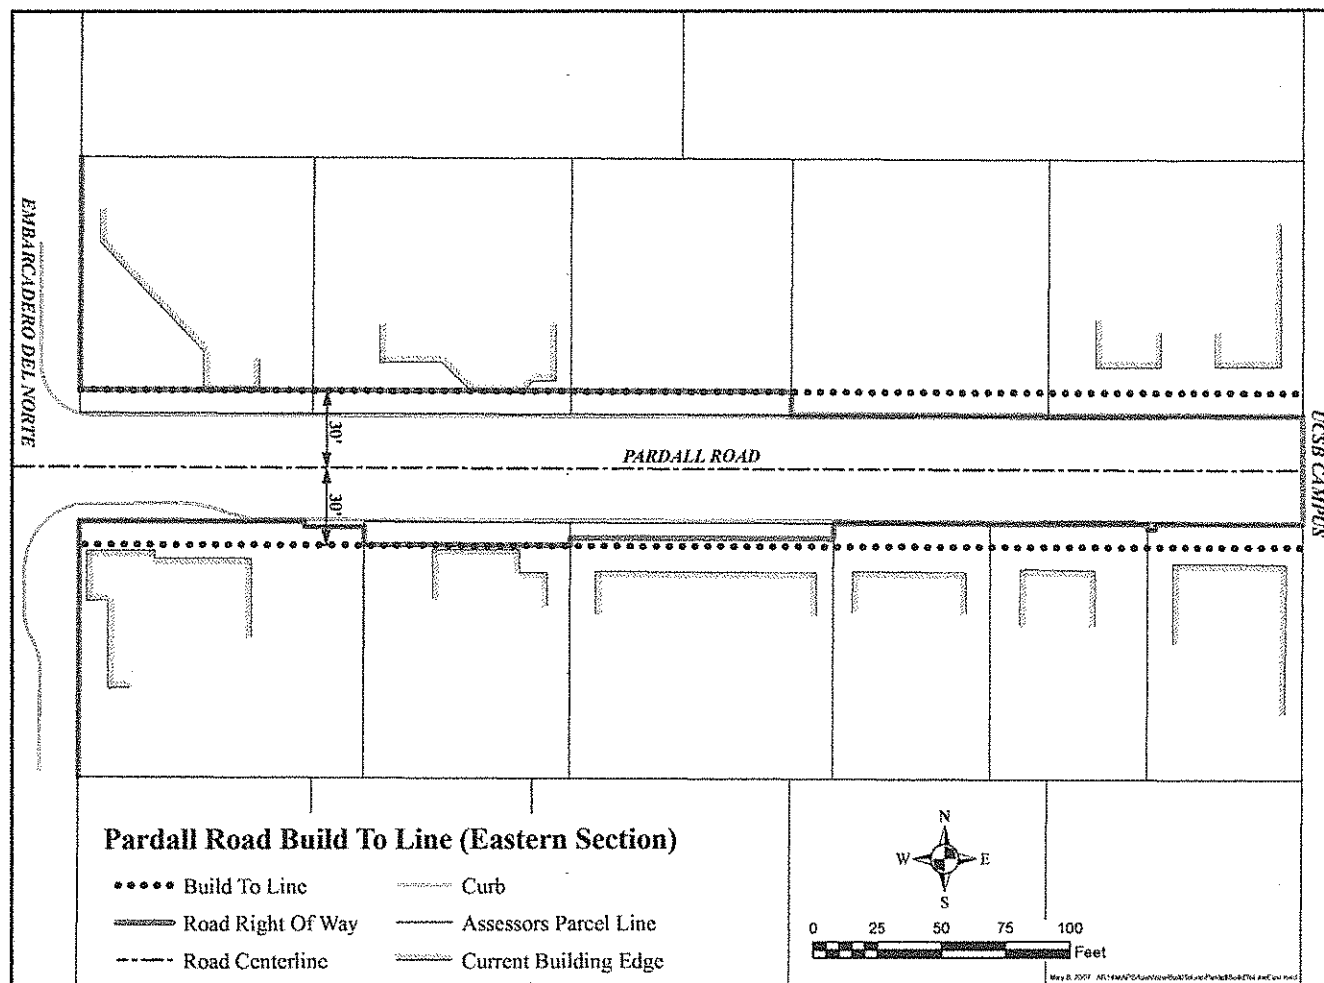 EMBARCADERO DEL NORTE
30'
PARDALL ROAD
30'
UCSB CAMPUS
Pardall Road Build To Line (Eastern Section)
Build To Line
Curb
Road Right Of Way
Assessors Parcel Line
Road Centerline
Current Building Edge
N
W E
S
0 25 50 75 100
Feet